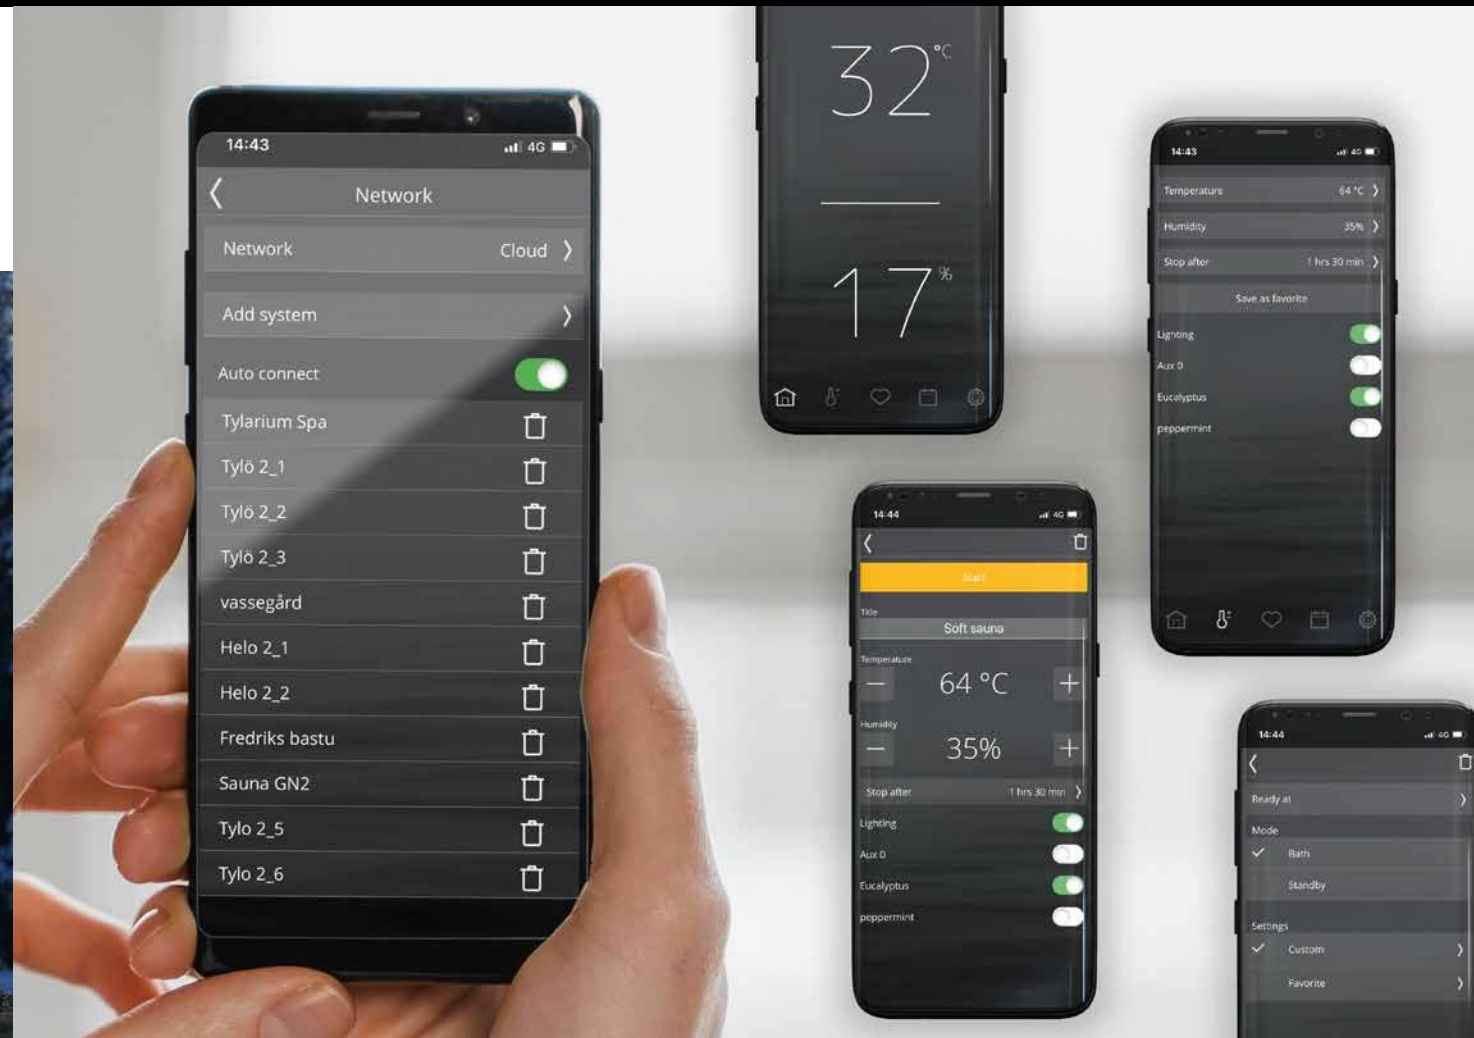 14:43 4G
Network
Network Cloud
Add system
Auto connect
Tylarium Spa
Tylö 2_1
Tylö 2_2
Tylö 2_3
vassegård
Helo 2_1
Helo 2_2
Fredriks bastu
Sauna GN2
Tylo 2_5
Tylo 2_6
32 °C
17 %
14:43 4G
Temperature 64 °C
Humidity 35%
Stop after 1 hrs 30 min
Save as favorite
Lighting
Aux 0
Eucalyptus
peppermint
14:44 4G
Start
Title
Soft sauna
Temperature
64 °C
Humidity
35%
Stop after 1 hrs 30 min
Lighting
Aux 0
Eucalyptus
peppermint
14:44 4G
Ready at
Mode
Bath
Standby
Settings
Custom
Favorite